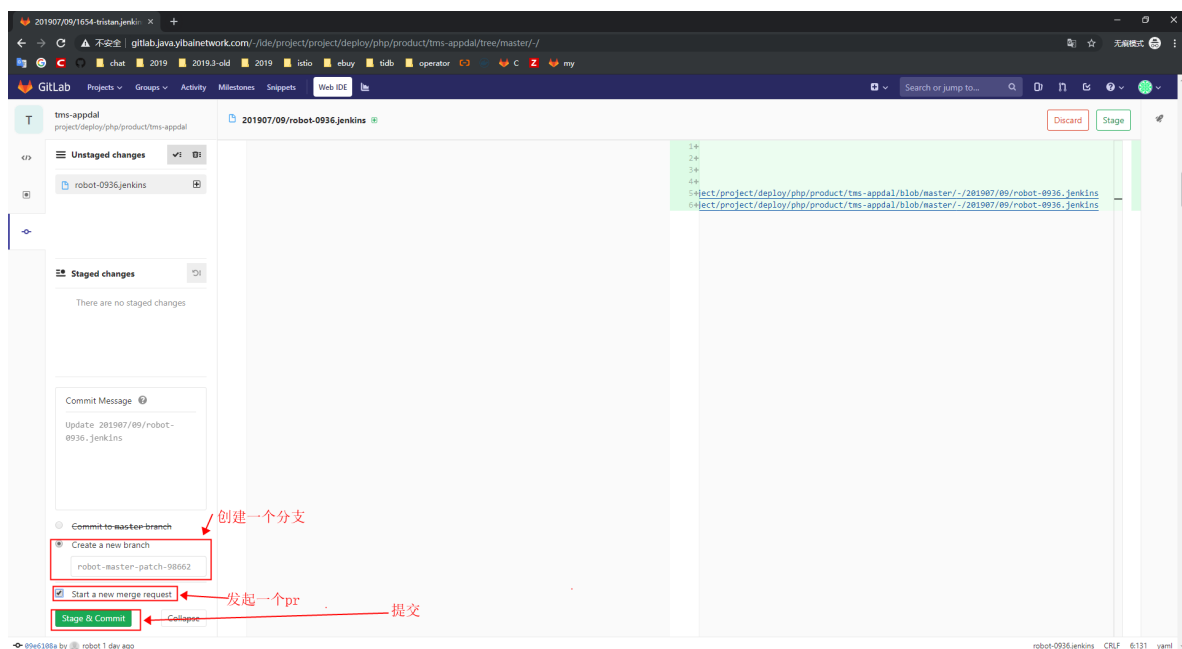 201907/09/1654-tristan.jenkin
不安全 gitlab.java.yibainetwork.com/-/ide/project/project/deploy/php/product/tms-appdal/tree/master/-/
无痕模式
chat 2019 2019.3-old 2019 istio ebuy tidb operator C my
GitLab Projects Groups Activity Milestones Snippets Web IDE Search or jump to...
T tms-appdal
project/deploy/php/product/tms-appdal
201907/09/robot-0936.jenkins
Discard Stage
Unstaged changes
robot-0936.jenkins
1+
2+
3+
4+
5+ject/project/deploy/php/product/tms-appdal/blob/master/-/201907/09/robot-0936.jenkins
6+ject/project/deploy/php/product/tms-appdal/blob/master/-/201907/09/robot-0936.jenkins
Staged changes
There are no staged changes
Commit Message
Update 201907/09/robot-
0936.jenkins
创建一个分支
Commit to master branch
Create a new branch
robot-master-patch-98662
Start a new merge request
发起一个pr
提交
Stage & Commit Collapse
09e6108a by robot 1 day ago
robot-0936.jenkins CRLF 6:131 yaml